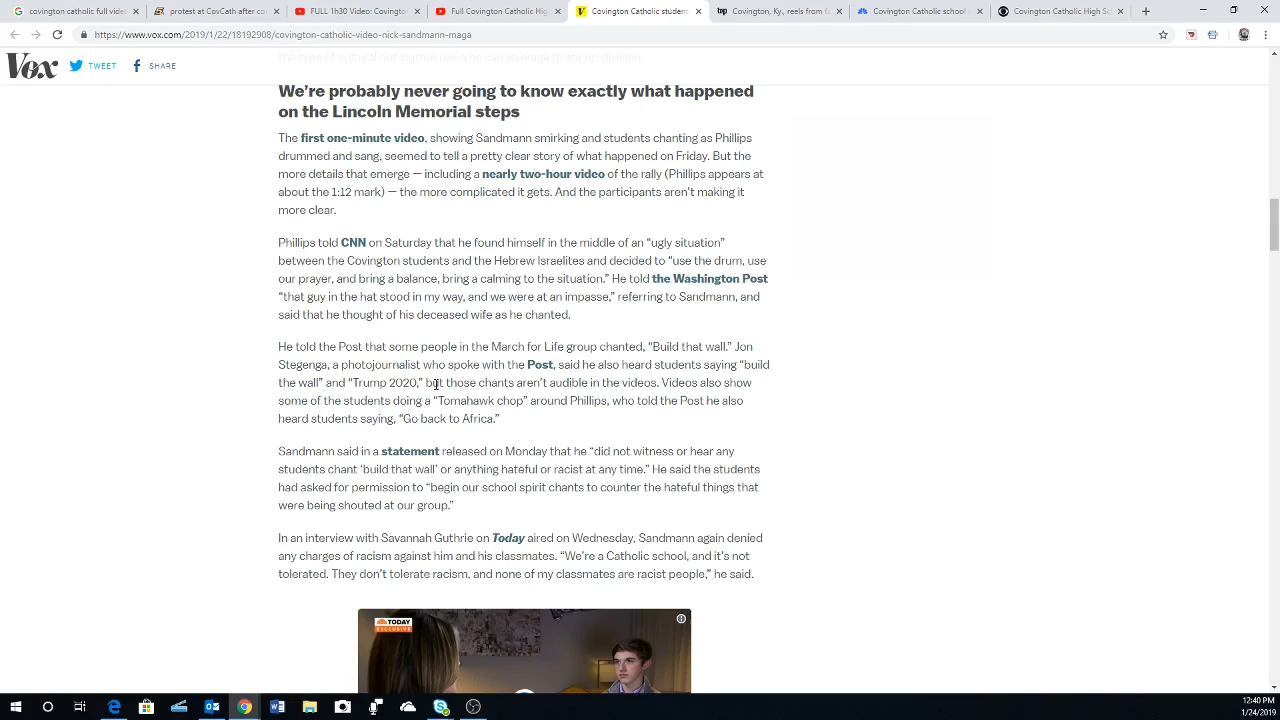 covington catholic full video
protest at CovCath after co
FULL 1h30 Video: Covingto
Full Covington Catholic Hig
Covington Catholic studen
Covington, Ky., reels from fa
Covington Catholic school
Covington Catholic High Sc
https://www.vox.com/2019/1/22/18192908/covington-catholic-video-nick-sandmann-maga
Vox
TWEET
SHARE
the type of cultural hot-button issue he can leverage to stir up division.
We're probably never going to know exactly what happened
on the Lincoln Memorial steps
The first one-minute video, showing Sandmann smirking and students chanting as Phillips
drummed and sang, seemed to tell a pretty clear story of what happened on Friday. But the
more details that emerge — including a nearly two-hour video of the rally (Phillips appears at
about the 1:12 mark) — the more complicated it gets. And the participants aren't making it
more clear.
Phillips told CNN on Saturday that he found himself in the middle of an “ugly situation”
between the Covington students and the Hebrew Israelites and decided to “use the drum, use
our prayer, and bring a balance, bring a calming to the situation.” He told the Washington Post
“that guy in the hat stood in my way, and we were at an impasse,” referring to Sandmann, and
said that he thought of his deceased wife as he chanted.
He told the Post that some people in the March for Life group chanted, “Build that wall.” Jon
Stegenga, a photojournalist who spoke with the Post, said he also heard students saying “build
the wall” and “Trump 2020,” but those chants aren't audible in the videos. Videos also show
some of the students doing a “Tomahawk chop” around Phillips, who told the Post he also
heard students saying, “Go back to Africa.”
Sandmann said in a statement released on Monday that he “did not witness or hear any
students chant ‘build that wall’ or anything hateful or racist at any time.” He said the students
had asked for permission to “begin our school spirit chants to counter the hateful things that
were being shouted at our group.”
In an interview with Savannah Guthrie on Today aired on Wednesday, Sandmann again denied
any charges of racism against him and his classmates. “We're a Catholic school, and it's not
tolerated. They don't tolerate racism, and none of my classmates are racist people,” he said.
TODAY
EXCLUSIVE
12:40 PM
1/24/2019